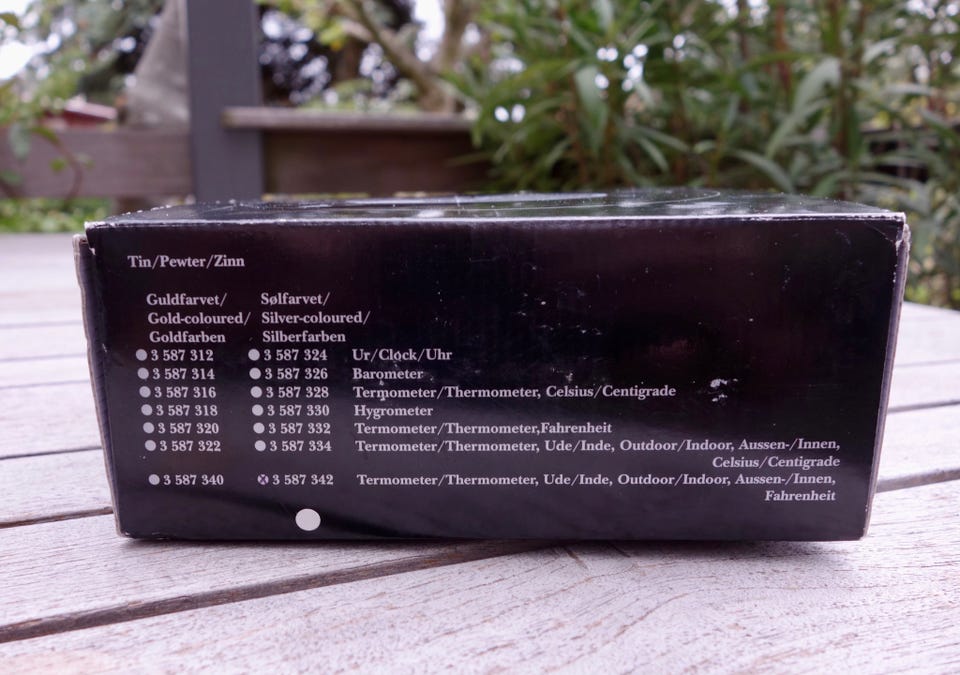 Tin/Pewter/Zinn
Guldfarvet/ Sølfarvet/
Gold-coloured/ Silver-coloured/
Goldfarben Silberfarben
3 587 312 3 587 324 Ur/Clock/Uhr
3 587 314 3 587 326 Barometer
3 587 316 3 587 328 Termometer/Thermometer, Celsius/Centigrade
3 587 318 3 587 330 Hygrometer
3 587 320 3 587 332 Termometer/Thermometer,Fahrenheit
3 587 322 3 587 334 Termometer/Thermometer, Ude/Inde, Outdoor/Indoor, Aussen-/Innen,
Celsius/Centigrade
3 587 340 3 587 342 Termometer/Thermometer, Ude/Inde, Outdoor/Indoor, Aussen-/Innen,
Fahrenheit